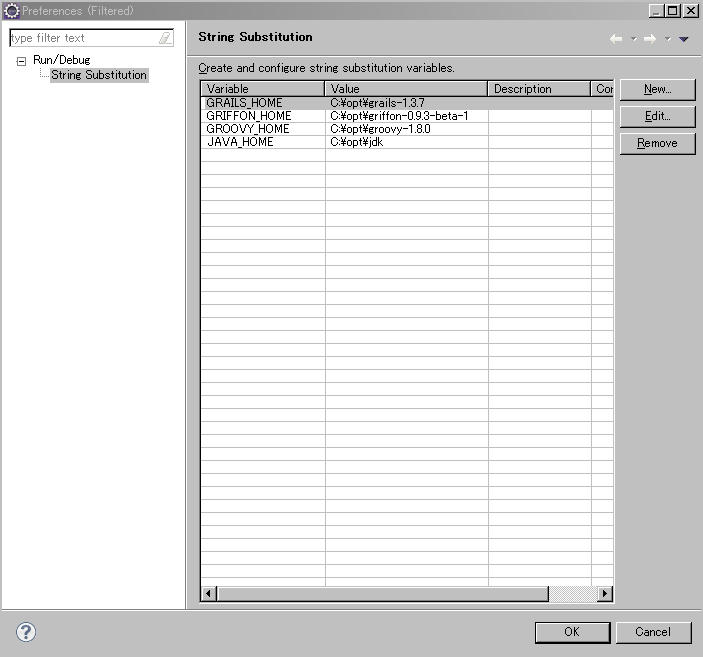 Preferences (Filtered)
type filter text
Run/Debug
String Substitution
String Substitution
Create and configure string substitution variables.
Variable Value Description Con
GRAILS_HOME C:¥opt¥grails-1.3.7
GRIFFON_HOME C:¥opt¥griffon-0.9.3-beta-1
GROOVY_HOME C:¥opt¥groovy-1.8.0
JAVA_HOME C:¥opt¥jdk
New...
Edit...
Remove
OK Cancel